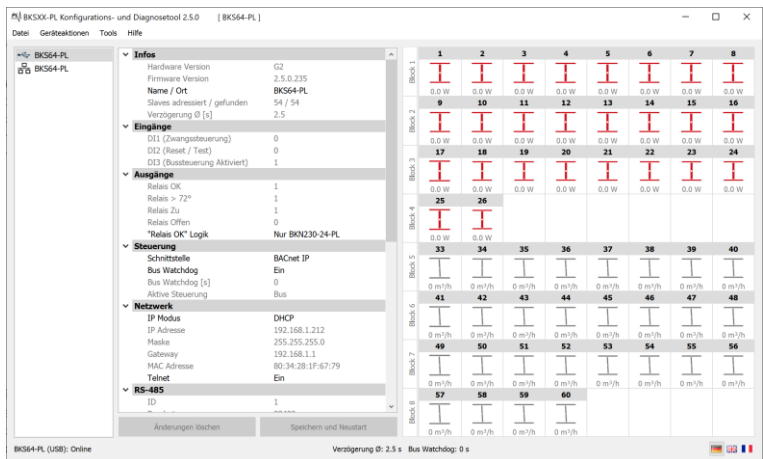 BKSXX-PL Konfigurations- und Diagnosetool 2.5.0 [ BKS64-PL ]
Datei Geräteaktionen Tools Hilfe
BKS64-PL
BKS64-PL
Infos
Hardware Version G2
Firmware Version 2.5.0.235
Name / Ort BKS64-PL
Slaves adressiert / gefunden 54 / 54
Verzögerung Ø [s] 2.5
Eingänge
DI1 (Zwangssteuerung) 0
DI2 (Reset / Test) 0
DI3 (Bussteuerung Aktiviert) 1
Ausgänge
Relais OK 1
Relais > 72° 1
Relais Zu 1
Relais Offen 0
"Relais OK" Logik Nur BKN230-24-PL
Steuerung
Schnittstelle BACnet IP
Bus Watchdog Ein
Bus Watchdog [s] 0
Aktive Steuerung Bus
Netzwerk
IP Modus DHCP
IP Adresse 192.168.1.212
Maske 255.255.255.0
Gateway 192.168.1.1
MAC Adresse 80:34:28:1F:67:79
Telnet Ein
RS-485
ID 1
Änderungen löschen Speichern und Neustart
Block 1
1 2 3 4 5 6 7 8
0.0 W 0.0 W 0.0 W 0.0 W 0.0 W 0.0 W 0.0 W 0.0 W
Block 2
9 10 11 12 13 14 15 16
0.0 W 0.0 W 0.0 W 0.0 W 0.0 W 0.0 W 0.0 W 0.0 W
Block 3
17 18 19 20 21 22 23 24
0.0 W 0.0 W 0.0 W 0.0 W 0.0 W 0.0 W 0.0 W 0.0 W
Block 4
25 26
0.0 W 0.0 W
Block 5
33 34 35 36 37 38 39 40
0 m³/h 0 m³/h 0 m³/h 0 m³/h 0 m³/h 0 m³/h 0 m³/h 0 m³/h
Block 6
41 42 43 44 45 46 47 48
0 m³/h 0 m³/h 0 m³/h 0 m³/h 0 m³/h 0 m³/h 0 m³/h 0 m³/h
Block 7
49 50 51 52 53 54 55 56
0 m³/h 0 m³/h 0 m³/h 0 m³/h 0 m³/h 0 m³/h 0 m³/h 0 m³/h
Block 8
57 58 59 60
0 m³/h 0 m³/h 0 m³/h 0 m³/h
BKS64-PL (USB): Online Verzögerung Ø: 2.5 s Bus Watchdog: 0 s